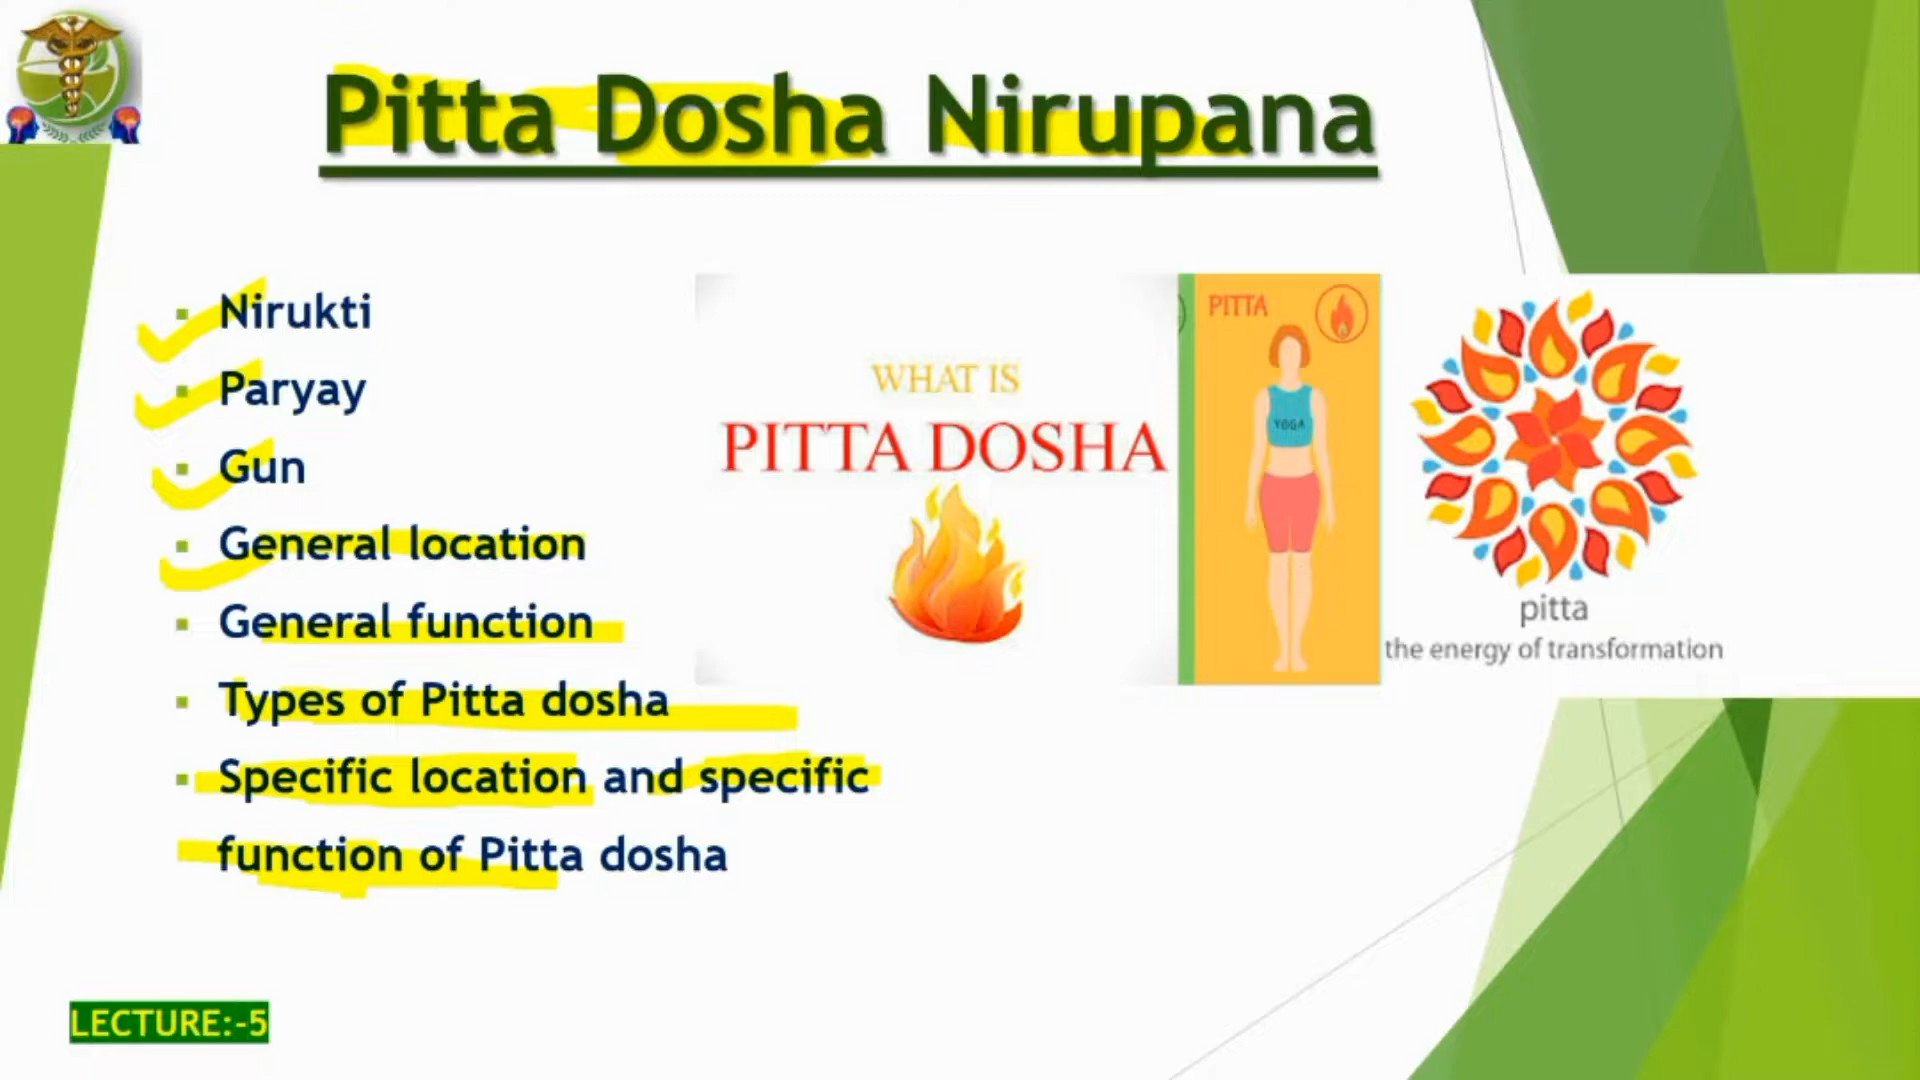 Pitta Dosha Nirupana
Nirukti
Paryay
Gun
General location
General function
Types of Pitta dosha
Specific location and specific
function of Pitta dosha
WHAT IS
PITTA DOSHA
PITTA
YOGA
pitta
the energy of transformation
LECTURE:-5